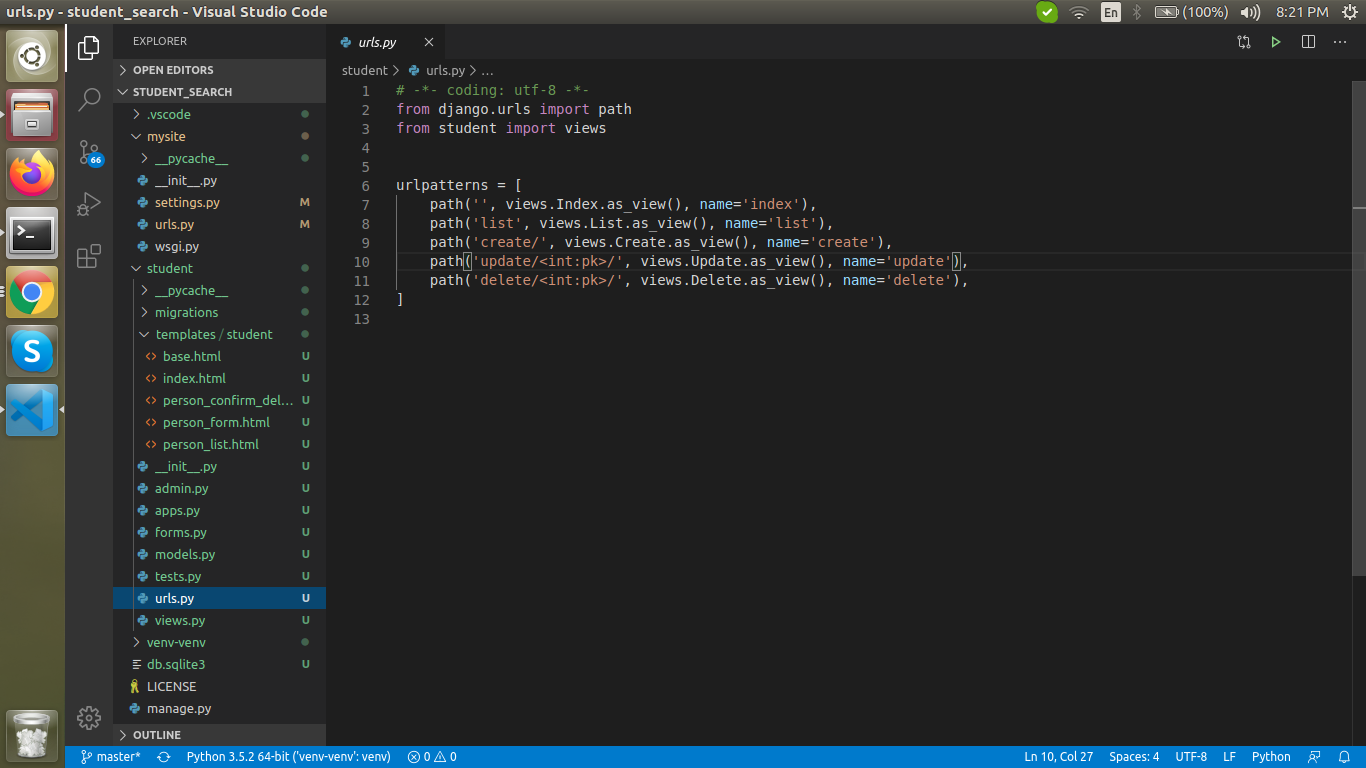 urls.py - student_search - Visual Studio Code
En
(100%)
8:21 PM
EXPLORER
OPEN EDITORS
STUDENT_SEARCH
.vscode
mysite
__pycache__
__init__.py
settings.py M
urls.py M
wsgi.py
student
__pycache__
migrations
templates / student
base.html U
index.html U
person_confirm_del... U
person_form.html U
person_list.html U
__init__.py U
admin.py U
apps.py U
forms.py U
models.py U
tests.py U
urls.py U
views.py U
venv-venv
db.sqlite3 U
LICENSE
manage.py
OUTLINE
66
urls.py
student > urls.py > ...
1 # -*- coding: utf-8 -*-
2 from django.urls import path
3 from student import views
4
5
6 urlpatterns = [
7     path('', views.Index.as_view(), name='index'),
8     path('list', views.List.as_view(), name='list'),
9     path('create/', views.Create.as_view(), name='create'),
10     path('update/<int:pk>/', views.Update.as_view(), name='update'),
11     path('delete/<int:pk>/', views.Delete.as_view(), name='delete'),
12 ]
13
master*
Python 3.5.2 64-bit ('venv-venv': venv)
0
0
Ln 10, Col 27
Spaces: 4
UTF-8
LF
Python